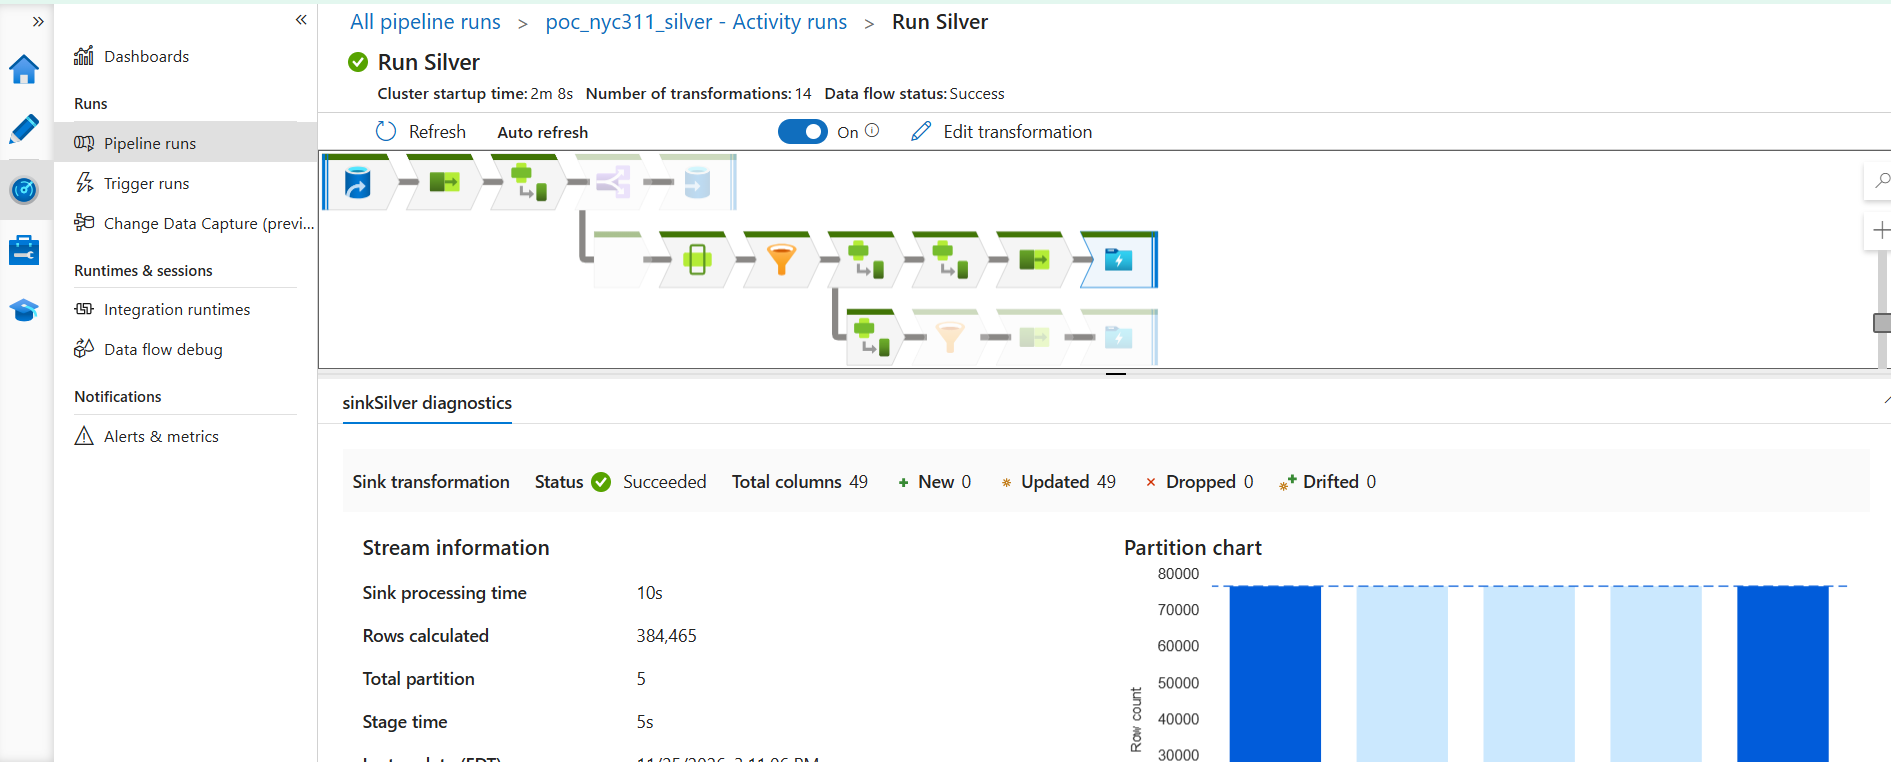 All pipeline runs > poc_nyc311_silver - Activity runs > Run Silver
Run Silver
Cluster startup time: 2m 8s Number of transformations: 14 Data flow status: Success
Refresh Auto refresh On Edit transformation
Dashboards
Runs
Pipeline runs
Trigger runs
Change Data Capture (previ...
Runtimes & sessions
Integration runtimes
Data flow debug
Notifications
Alerts & metrics
sinkSilver diagnostics
Sink transformation Status Succeeded Total columns 49 New 0 Updated 49 Dropped 0 Drifted 0
Stream information
Sink processing time 10s
Rows calculated 384,465
Total partition 5
Stage time 5s
Partition chart
80000
70000
60000
50000
40000
30000
Row count